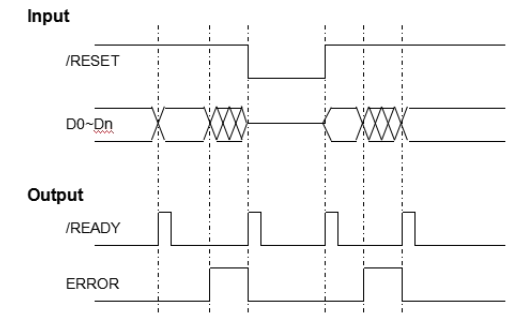 Input
/RESET
D0~Dn
Output
/READY
ERROR